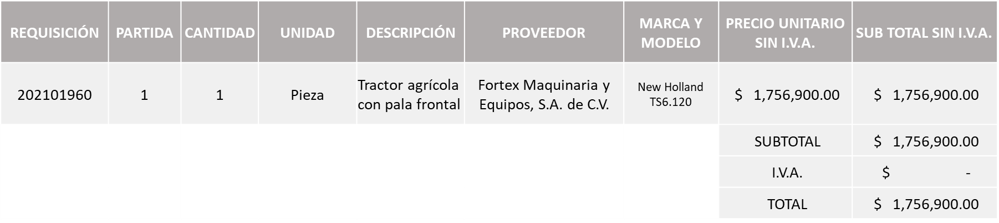 REQUISICIÓN PARTIDA CANTIDAD UNIDAD DESCRIPCIÓN PROVEEDOR MARCA Y MODELO PRECIO UNITARIO SIN I.V.A. SUB TOTAL SIN I.V.A.
202101960 1 1 Pieza Tractor agrícola con pala frontal Fortex Maquinaria y Equipos, S.A. de C.V. New Holland TS6.120 $ 1,756,900.00 $ 1,756,900.00
SUBTOTAL $ 1,756,900.00
I.V.A. $ -
TOTAL $ 1,756,900.00